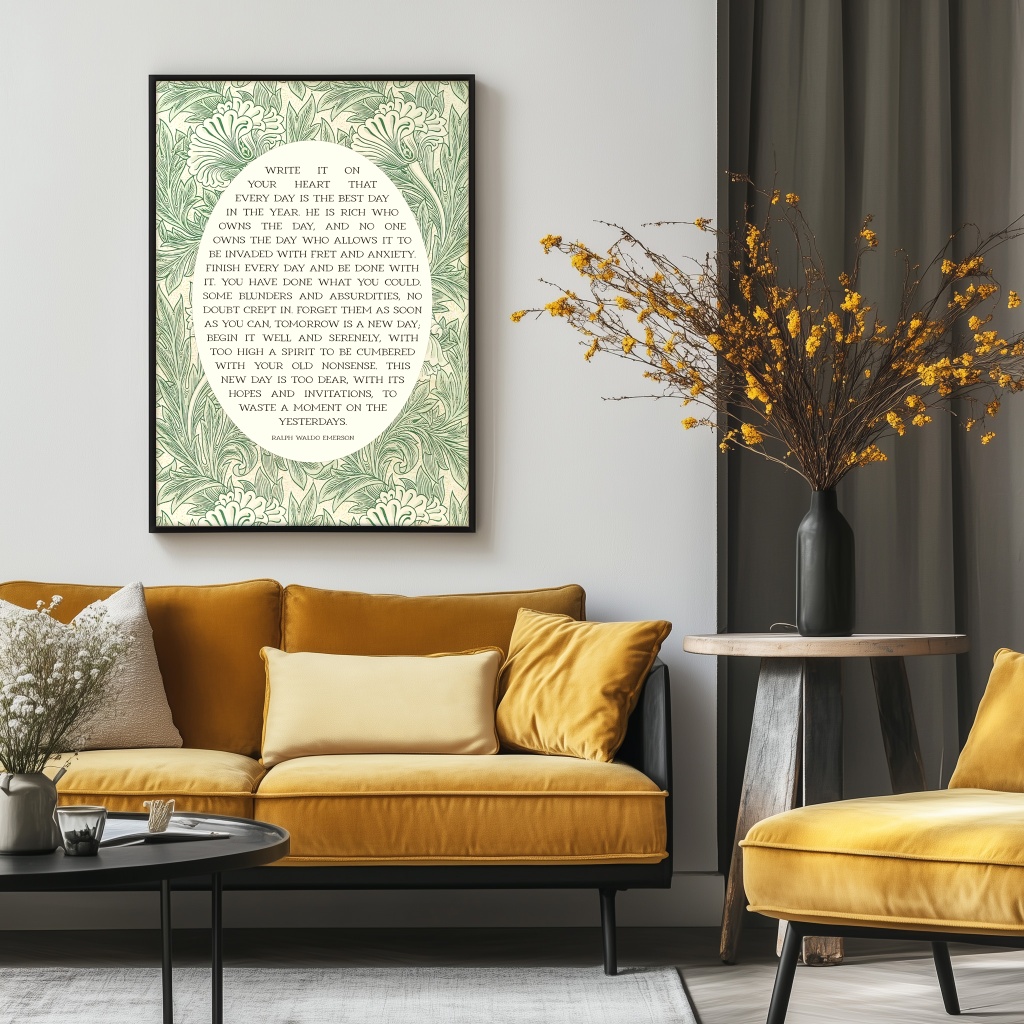 WRITE IT ON
YOUR HEART THAT
EVERY DAY IS THE BEST DAY
IN THE YEAR. HE IS RICH WHO
OWNS THE DAY, AND NO ONE
OWNS THE DAY WHO ALLOWS IT TO
BE INVADED WITH FRET AND ANXIETY.
FINISH EVERY DAY AND BE DONE WITH
IT. YOU HAVE DONE WHAT YOU COULD.
SOME BLUNDERS AND ABSURDITIES, NO
DOUBT CREPT IN. FORGET THEM AS SOON
AS YOU CAN, TOMORROW IS A NEW DAY;
BEGIN IT WELL AND SERENELY, WITH
TOO HIGH A SPIRIT TO BE CUMBERED
WITH YOUR OLD NONSENSE. THIS
NEW DAY IS TOO DEAR, WITH ITS
HOPES AND INVITATIONS, TO
WASTE A MOMENT ON THE
YESTERDAYS.
RALPH WALDO EMERSON